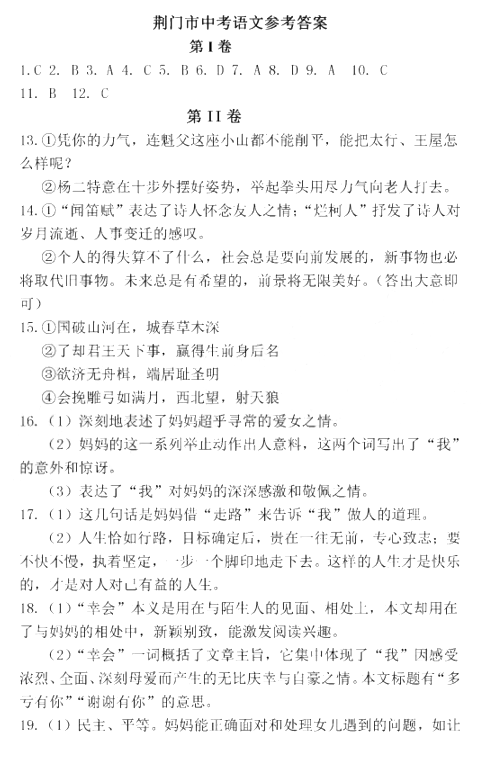 荆门市中考语文参考答案
第Ⅰ卷
1.C 2. B 3. A 4. C 5. B 6. D 7. A 8. D 9. A 10. C
11. B 12. C
第 II 卷
13.①凭你的力气，连魁父这座小山都不能削平，能把太行、王屋怎
么样呢？
②杨二特意在十步外摆好姿势，举起拳头用尽力气向老人打去。
14.①“闻笛赋”表达了诗人怀念友人之情；“烂柯人”抒发了诗人对
岁月流逝、人事变迁的感叹。
②个人的得失算不了什么，社会总是要向前发展的，新事物也必
将取代旧事物。未来总是有希望的，前景将无限美好。（答出大意即
可）
15.①国破山河在，城春草木深
②了却君王天下事，赢得生前身后名
③欲济无舟楫，端居耻圣明
④会挽雕弓如满月，西北望，射天狼
16.（1）深刻地表述了妈妈超乎寻常的爱女之情。
（2）妈妈的这一系列举止动作出人意料，这两个词写出了“我”
的意外和惊讶。
（3）表达了“我”对妈妈的深深感激和敬佩之情。
17.（1）这几句话是妈妈借“走路”来告诉“我”做人的道理。
（2）人生恰如行路，目标确定后，贵在一往无前，专心致志；要
不快不慢，执着坚定，一步一个脚印地走下去。这样的人生才是快乐
的，才是对人对己有益的人生。
18.（1）“幸会”本义是用在与陌生人的见面、相处上，本文却用在
了与妈妈的相处中，新颖别致，能激发阅读兴趣。
（2）“幸会”一词概括了文章主旨，它集中体现了“我”因感受
浓烈、全面、深刻母爱而产生的无比庆幸与自豪之情。本文标题有“多
亏有你”“谢谢有你”的意思。
19.（1）民主、平等。妈妈能正确面对和处理女儿遇到的问题，如让